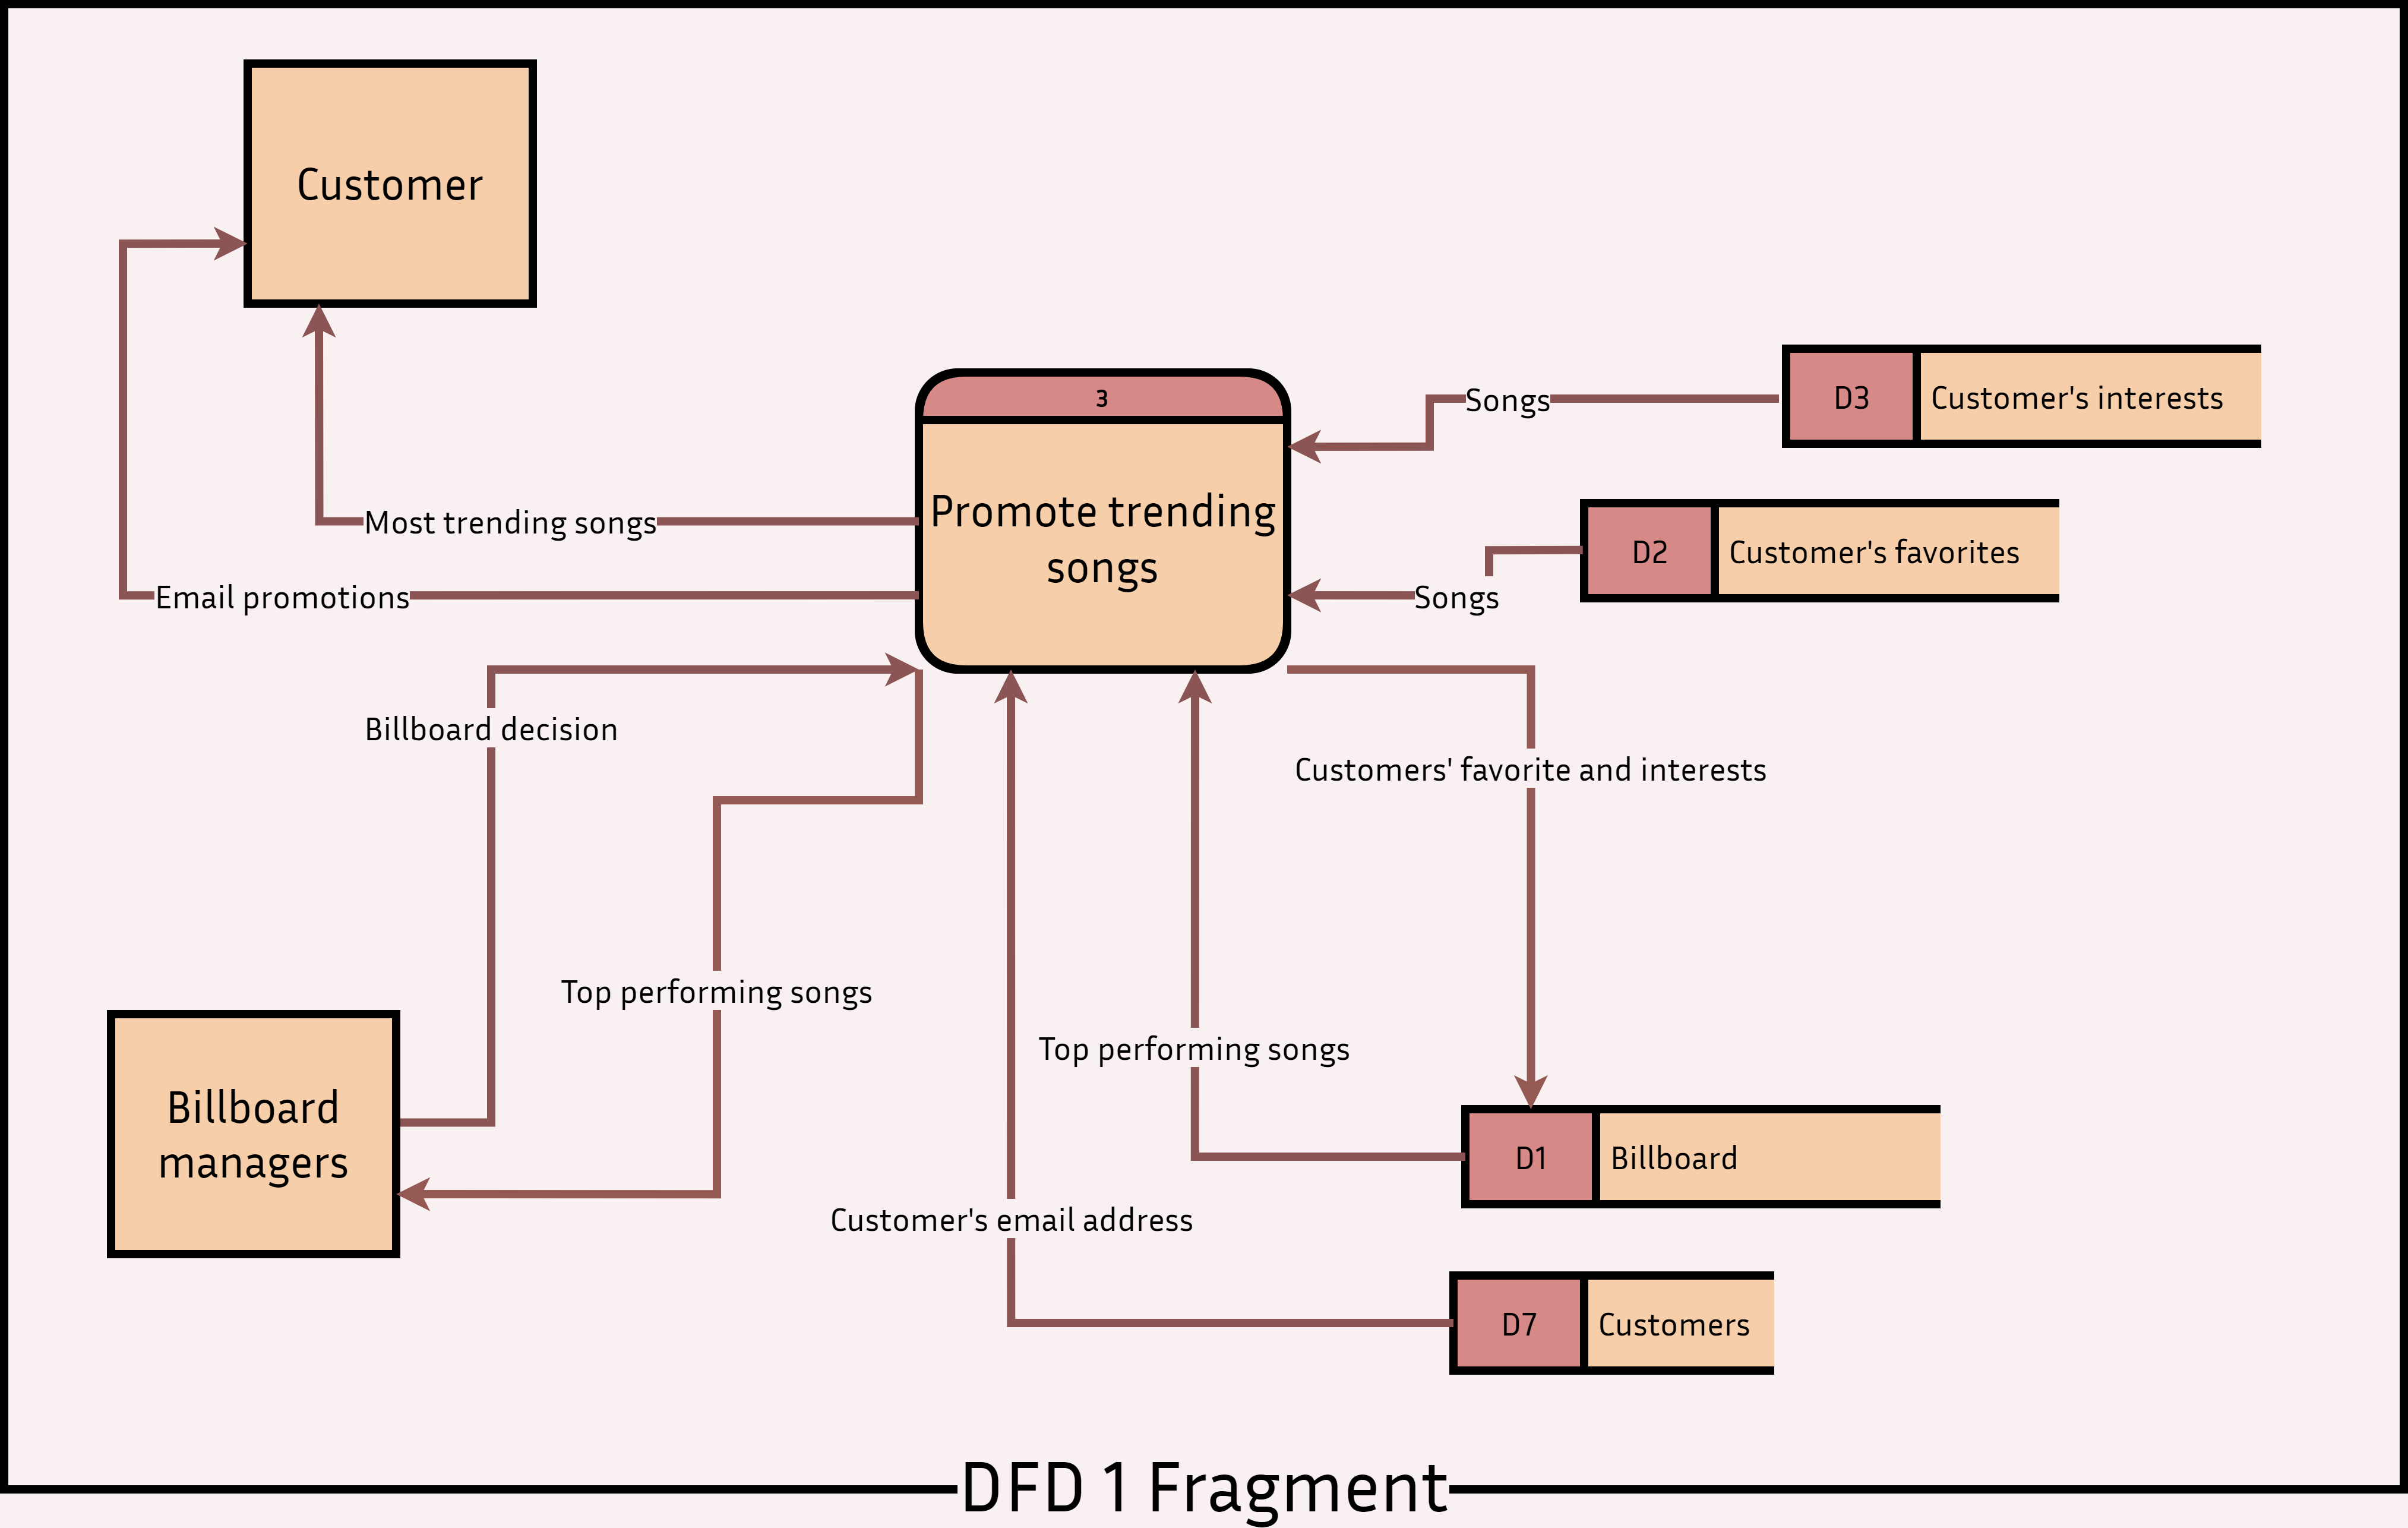 Customer
3
Promote trending
songs
Songs
D3
Customer's interests
Most trending songs
D2
Customer's favorites
Email promotions
Songs
Billboard decision
Customers' favorite and interests
Top performing songs
Top performing songs
Billboard
managers
D1
Billboard
Customer's email address
D7
Customers
DFD 1 Fragment